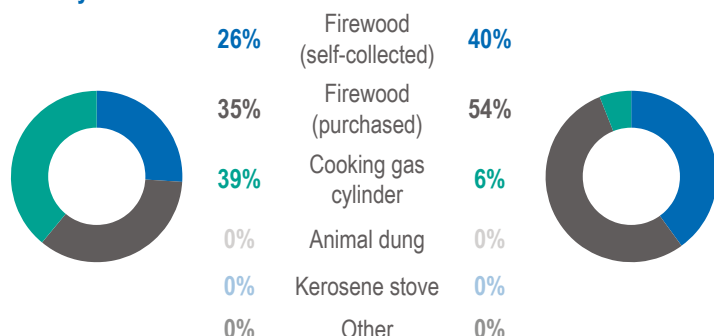 26% Firewood (self-collected) 40%
35% Firewood (purchased) 54%
39% Cooking gas cylinder 6%
0% Animal dung 0%
0% Kerosene stove 0%
0% Other 0%